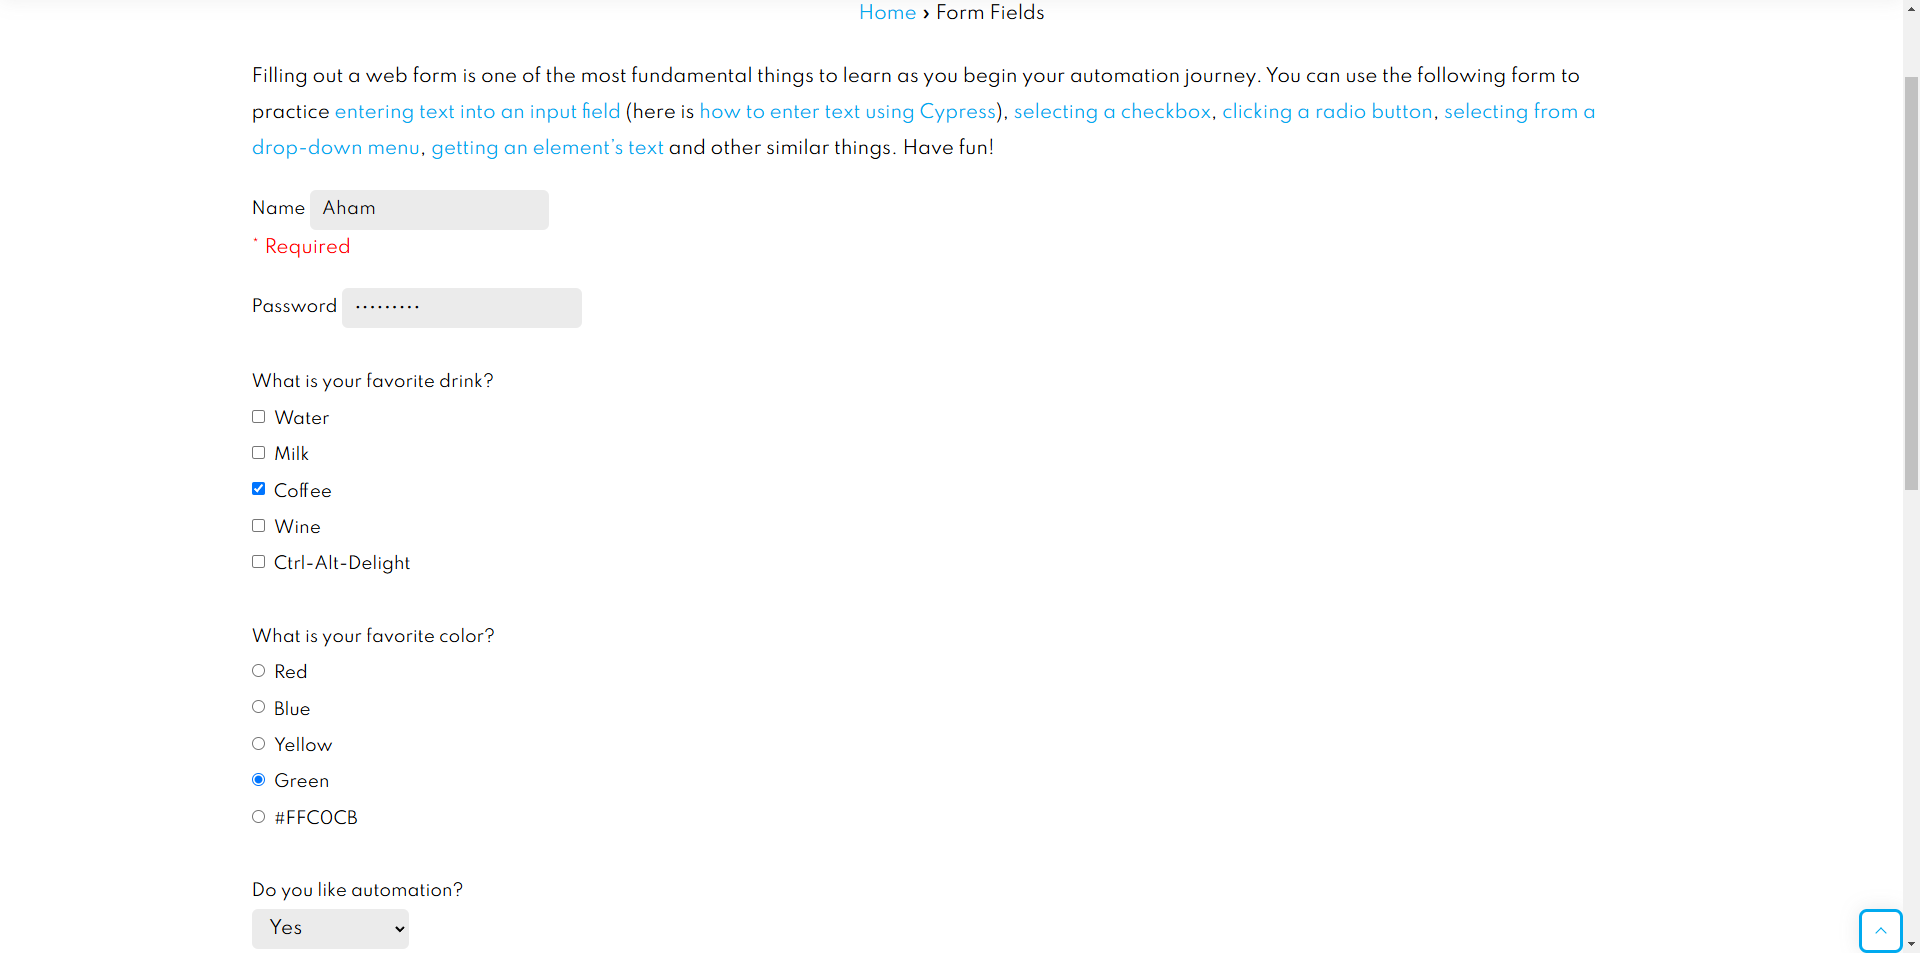 Home › Form Fields
Filling out a web form is one of the most fundamental things to learn as you begin your automation journey. You can use the following form to
practice entering text into an input field (here is how to enter text using Cypress), selecting a checkbox, clicking a radio button, selecting from a
drop-down menu, getting an element's text and other similar things. Have fun!
Name Aham
* Required
Password •••••••••
What is your favorite drink?
Water
Milk
Coffee
Wine
Ctrl-Alt-Delight
What is your favorite color?
Red
Blue
Yellow
Green
#FFC0CB
Do you like automation?
Yes